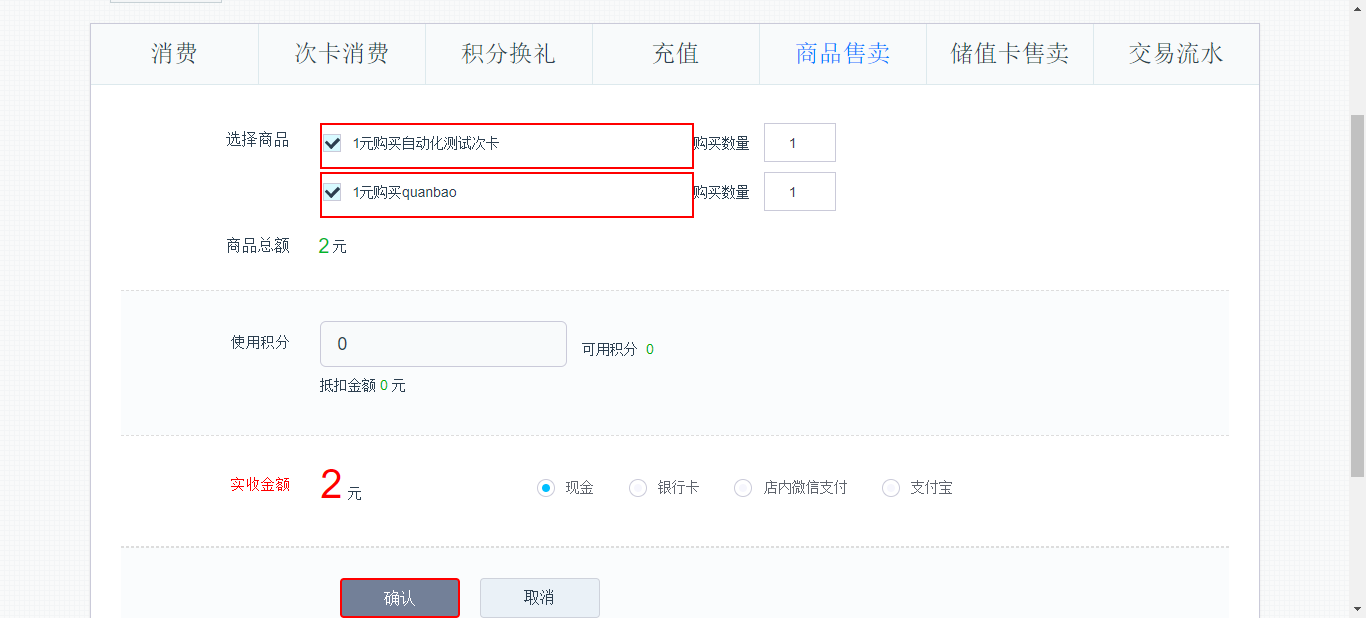 消费 次卡消费 积分换礼 充值 商品售卖 储值卡售卖 交易流水
选择商品 1元购买自动化测试次卡 购买数量 1
1元购买quanbao 购买数量 1
商品总额 2 元
使用积分 0 可用积分 0
抵扣金额 0 元
实收金额 2 元 现金 银行卡 店内微信支付 支付宝
确认 取消